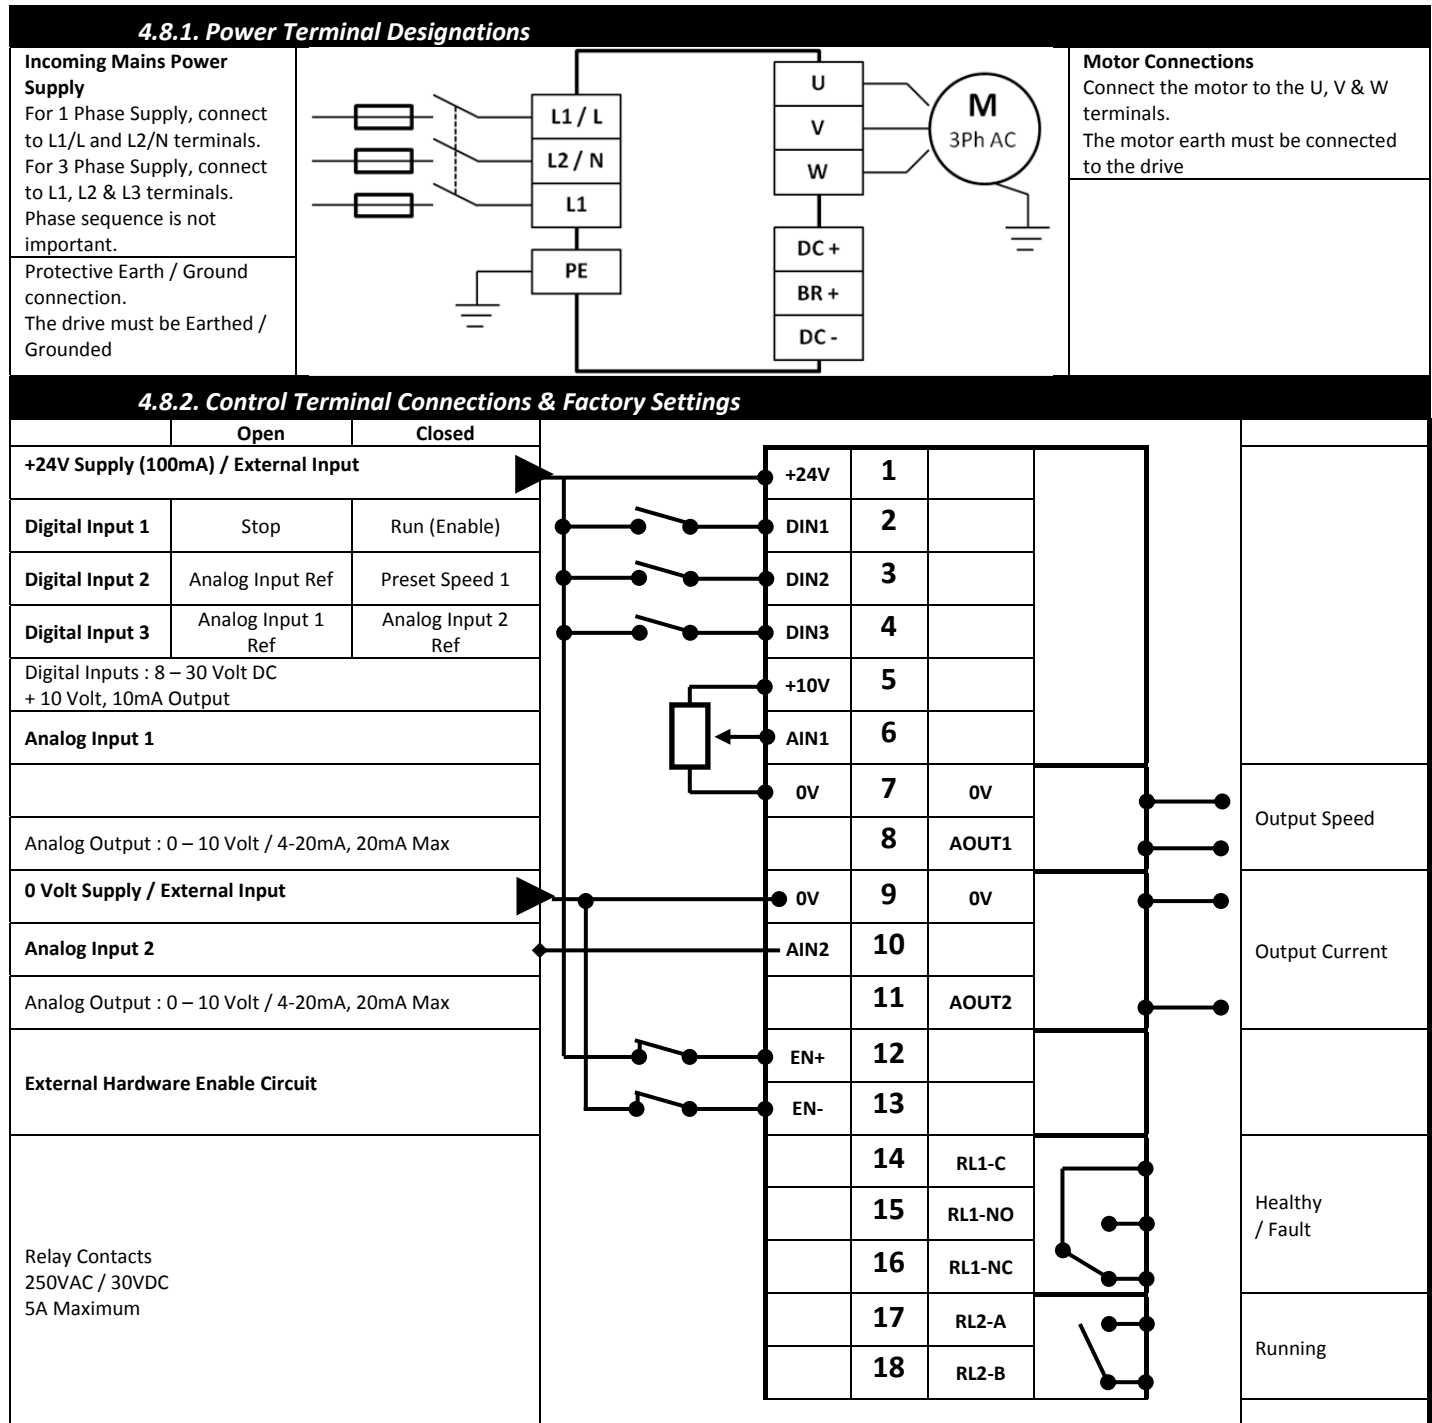 4.8.1. Power Terminal Designations
Incoming Mains Power
Supply
For 1 Phase Supply, connect
to L1/L and L2/N terminals.
For 3 Phase Supply, connect
to L1, L2 & L3 terminals.
Phase sequence is not
important.
Protective Earth / Ground
connection.
The drive must be Earthed /
Grounded
L1 / L
L2 / N
L1
PE
U
V
W
DC +
BR +
DC -
M
3Ph AC
Motor Connections
Connect the motor to the U, V & W
terminals.
The motor earth must be connected
to the drive
4.8.2. Control Terminal Connections & Factory Settings
Open Closed
+24V Supply (100mA) / External Input
+24V 1
Digital Input 1 Stop Run (Enable)
DIN1 2
Digital Input 2 Analog Input Ref Preset Speed 1
DIN2 3
Digital Input 3 Analog Input 1 Ref Analog Input 2 Ref
DIN3 4
Digital Inputs : 8 – 30 Volt DC
+ 10 Volt, 10mA Output
+10V 5
Analog Input 1
AIN1 6
0V 7 0V
Output Speed
Analog Output : 0 – 10 Volt / 4-20mA, 20mA Max
8 AOUT1
0 Volt Supply / External Input
0V 9 0V
Analog Input 2
AIN2 10
Output Current
Analog Output : 0 – 10 Volt / 4-20mA, 20mA Max
11 AOUT2
External Hardware Enable Circuit
EN+ 12
EN- 13
Relay Contacts
250VAC / 30VDC
5A Maximum
14 RL1-C
15 RL1-NO
16 RL1-NC
Healthy
/ Fault
17 RL2-A
18 RL2-B
Running